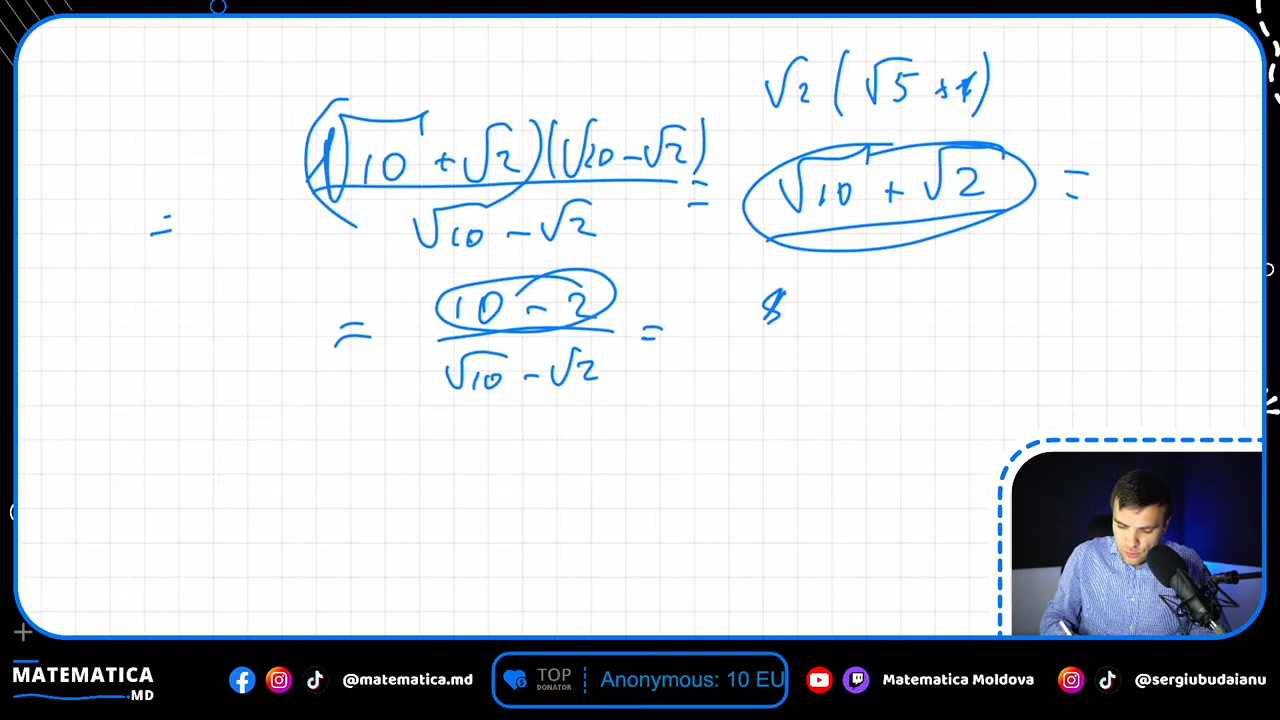 √2 (√5 + 1)
= (√10 + √2)(√10 - √2) / √10 - √2 = √10 + √2 =
= 10 - 2 / √10 - √2 = 8
MATEMATICA
.MD
@matematica.md
TOP
DONATOR
Anonymous: 10 EU
Matematica Moldova
@sergiubudaianu